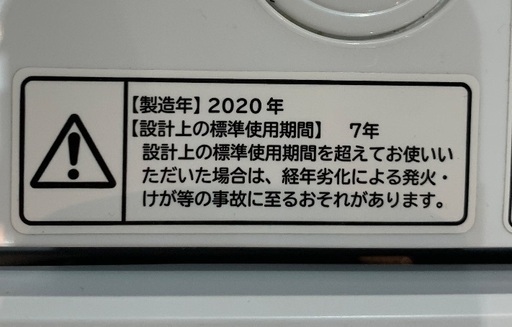 【製造年】2020年
【設計上の標準使用期間】 7年
設計上の標準使用期間を超えてお使いい
ただいた場合は、経年劣化による発火・
けが等の事故に至るおそれがあります。